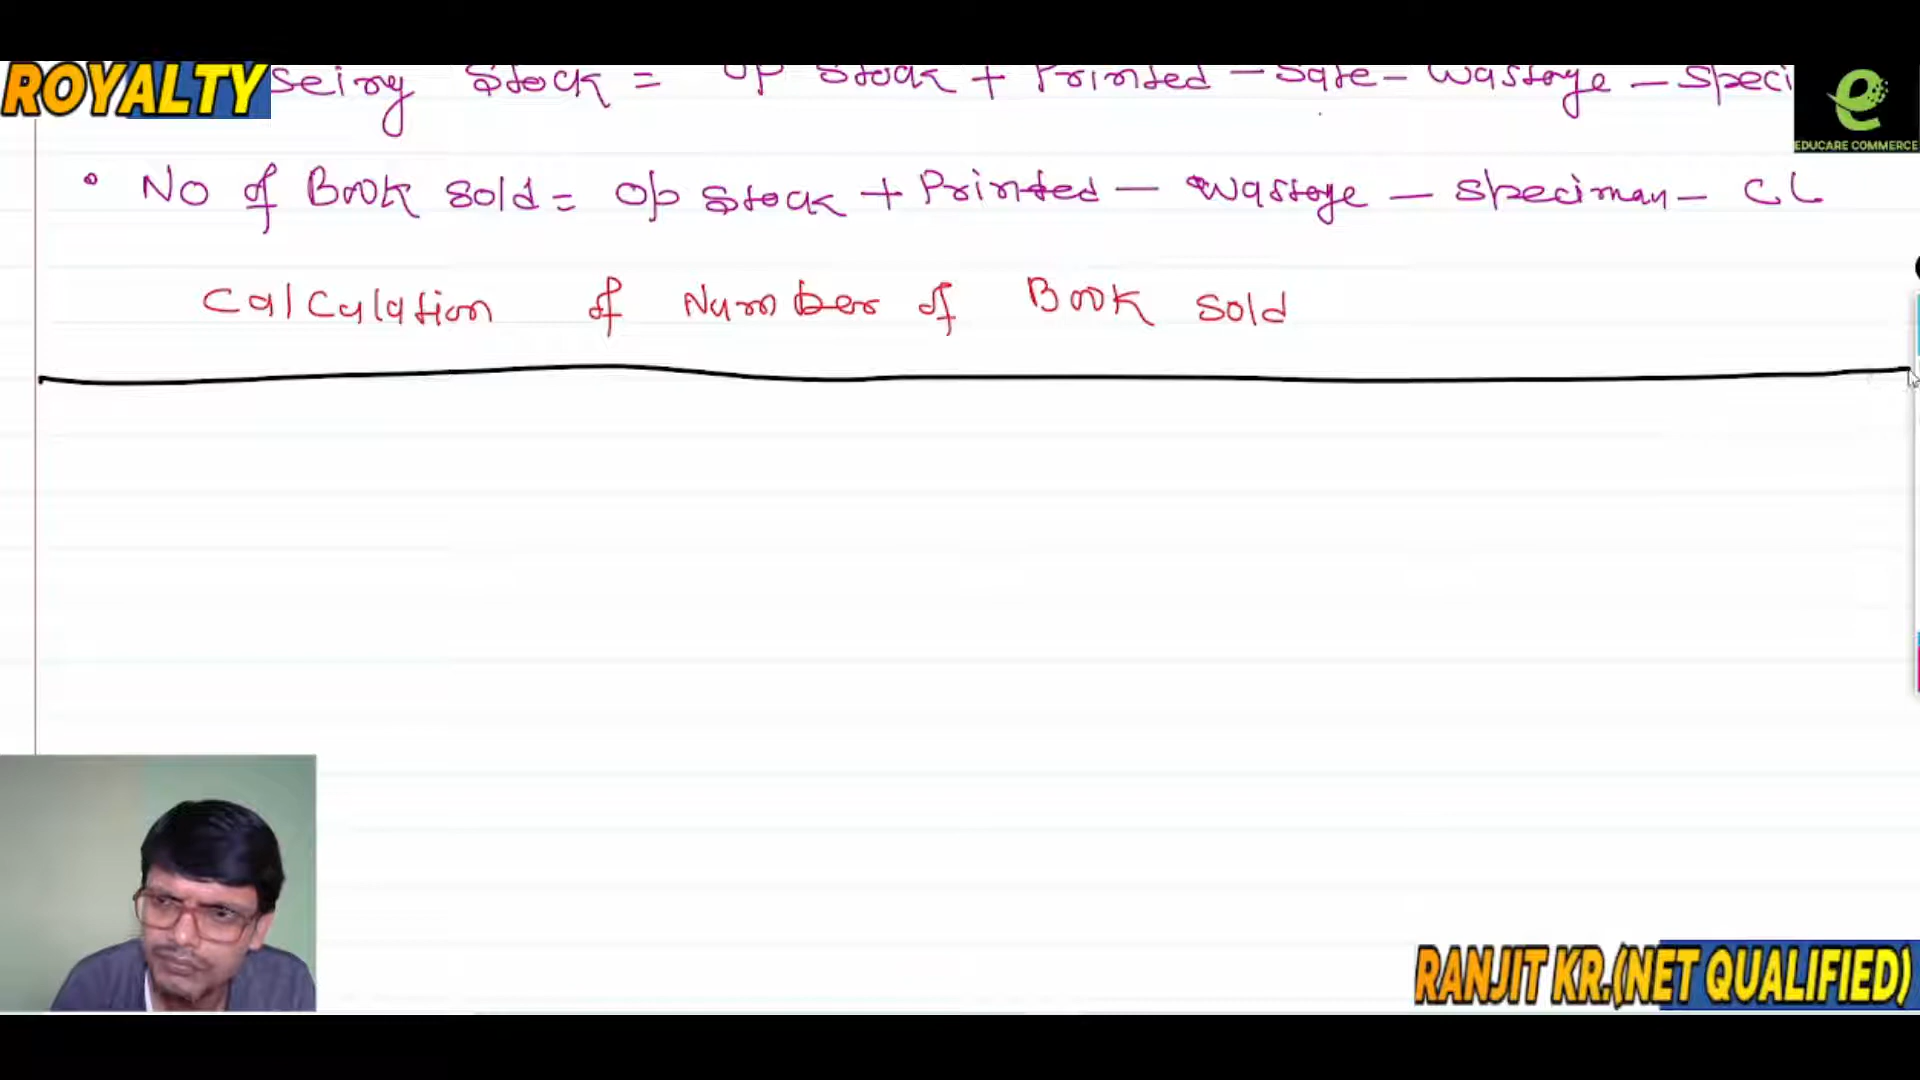 ROYALTY
seing Stock = Op Stock + Printed - Sale - Wastage - Speci
EDUCARE COMMERCE
• No of Book Sold = Op Stock + Printed - Wastage - Speciman - CL
Calculation of Number of Book Sold
RANJIT KR.(NET QUALIFIED)